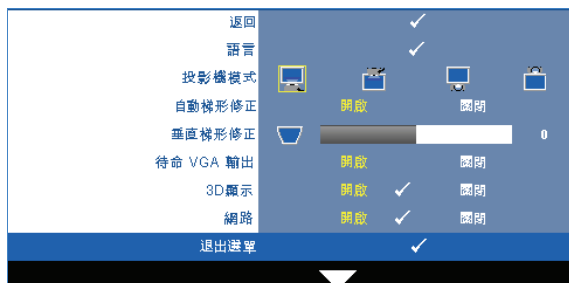 返回
語言
投影機模式
自動梯形修正 開啟 關閉
垂直梯形修正 0
待命 VGA 輸出 開啟 關閉
3D顯示 開啟 關閉
網路 開啟 關閉
退出選單